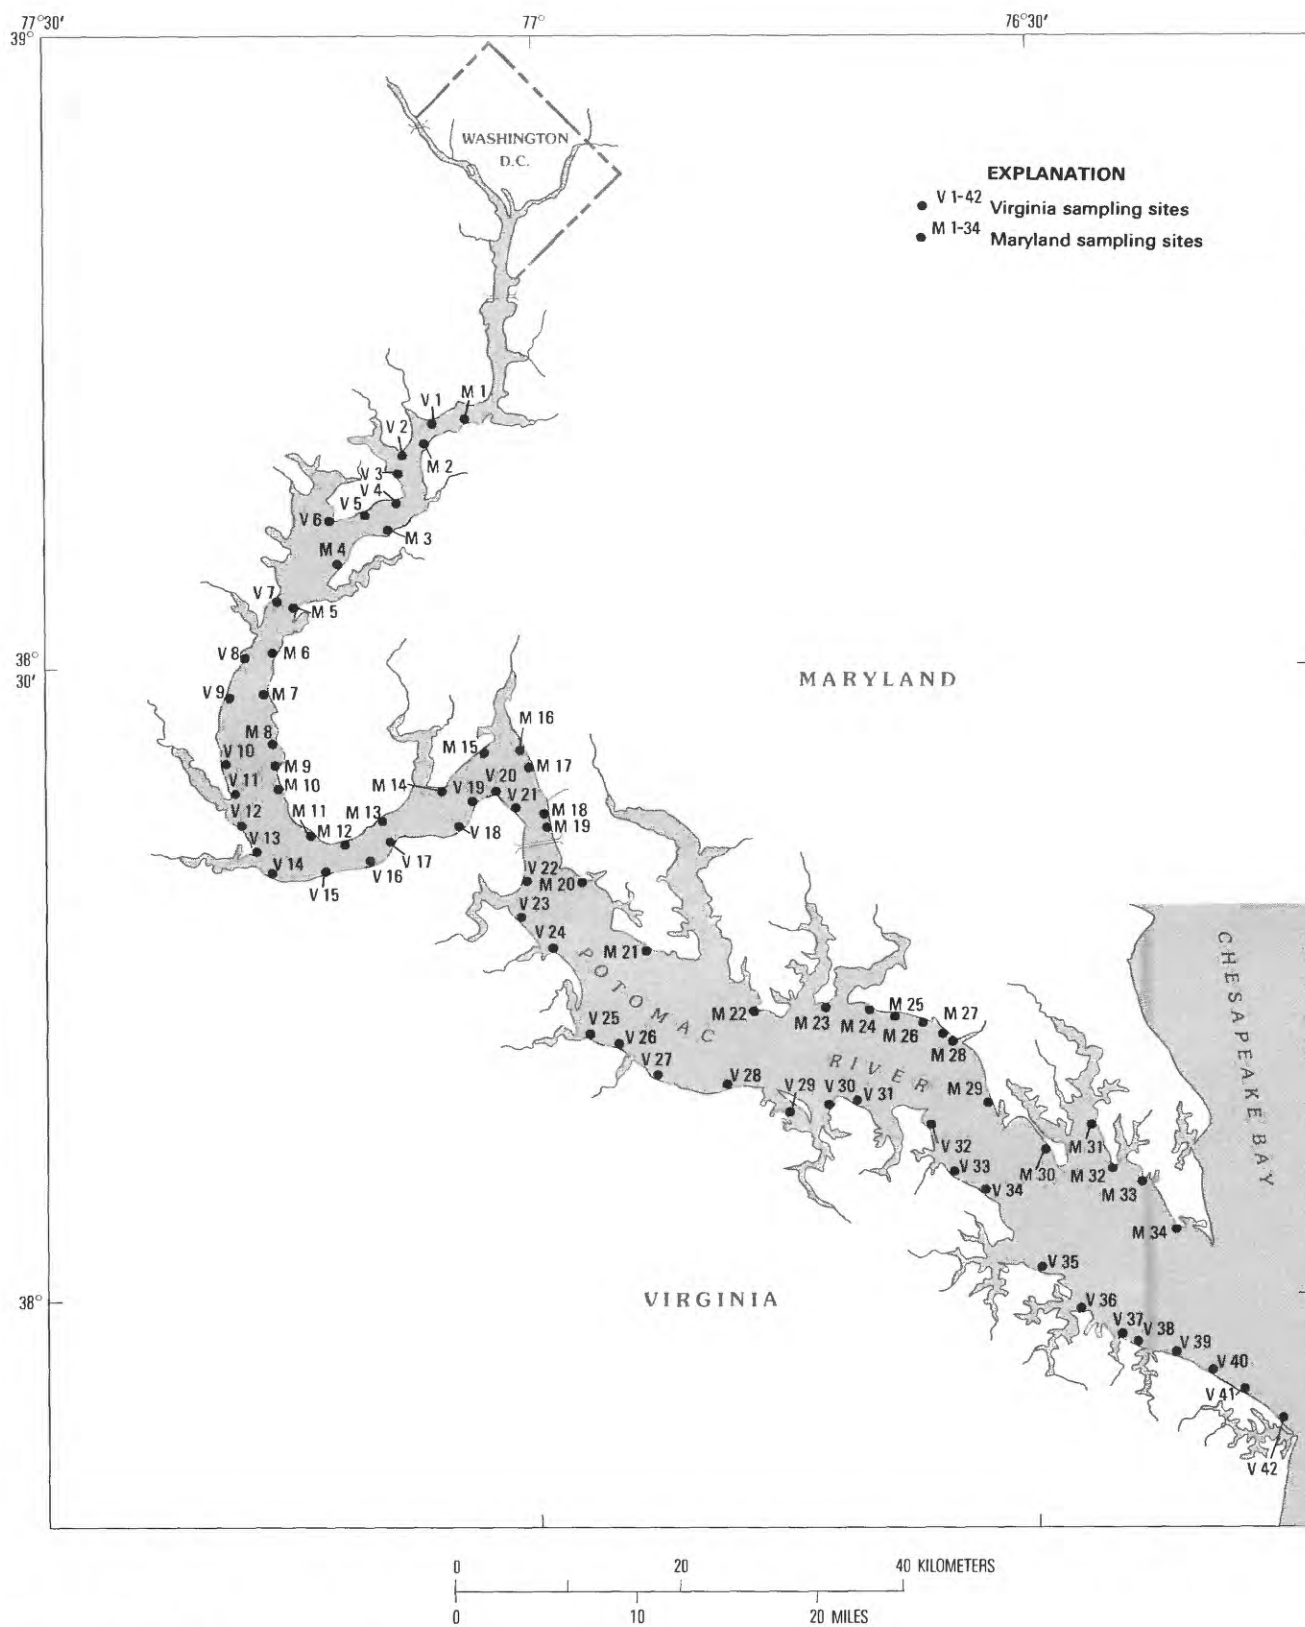 77°30′
77°
76°30′
39°
WASHINGTON
D.C.
EXPLANATION
V 1-42 Virginia sampling sites
M 1-34 Maryland sampling sites
V 1
M 1
V 2
M 2
V 3
V 4
V 5
V 6
M 3
M 4
V 7
M 5
M 6
V 8
38°
30′
MARYLAND
V 9
M 7
M 8
M 16
M 15
V 10
M 9
M 17
M 10
M 14
V 19
V 20
V 21
V 11
M 11
M 13
M 18
V 12
M 12
M 19
V 13
V 18
V 14
V 17
V 16
V 15
V 22
M 20
V 23
V 24
M 21
POTOMAC
RIVER
CHESAPEAKE BAY
M 22
M 23
M 24
M 25
M 26
M 27
M 28
V 25
V 26
V 27
V 28
V 29
V 30
V 31
M 29
V 32
M 31
M 30
M 32
V 33
M 33
V 34
M 34
V 35
VIRGINIA
38°
V 36
V 37
V 38
V 39
V 40
V 41
V 42
0 20 40 KILOMETERS
0 10 20 MILES